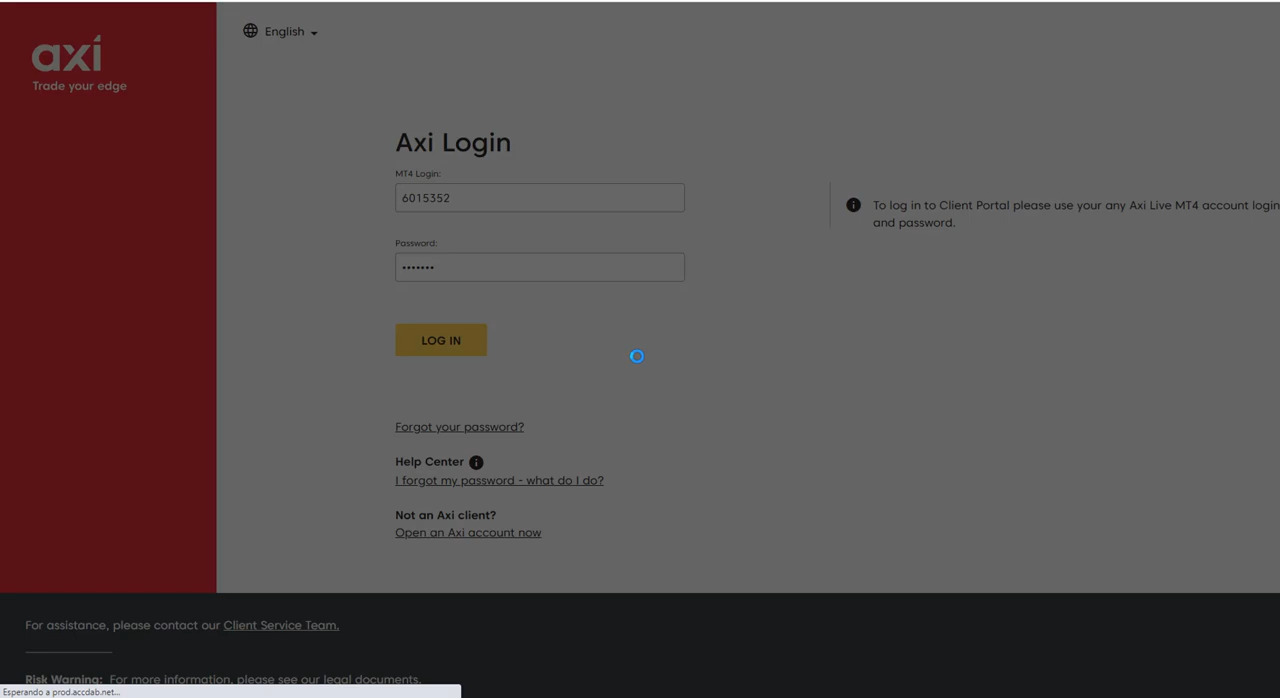 axi
Trade your edge
English
Axi Login
MT4 Login:
6015352
To log in to Client Portal please use your any Axi Live MT4 account login
and password.
Password:
•••••••
LOG IN
Forgot your password?
Help Center
I forgot my password - what do I do?
Not an Axi client?
Open an Axi account now
For assistance, please contact our Client Service Team.
Risk Warning: For more information, please see our legal documents.
Esperando a prod.accdab.net...